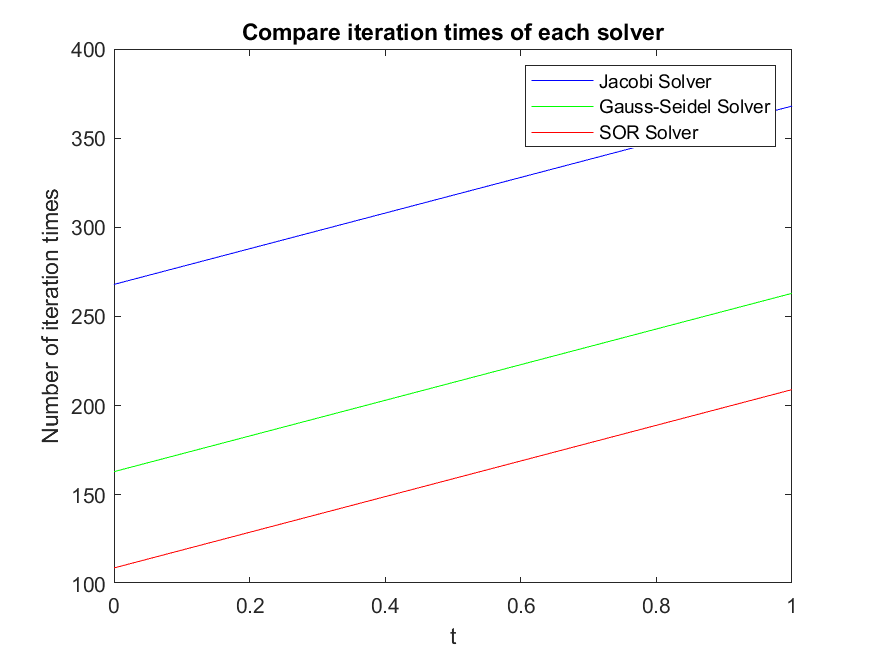 Compare iteration times of each solver
400
350
300
250
200
150
100
Number of iteration times
Jacobi Solver
Gauss-Seidel Solver
SOR Solver
0 0.2 0.4 0.6 0.8 1
t